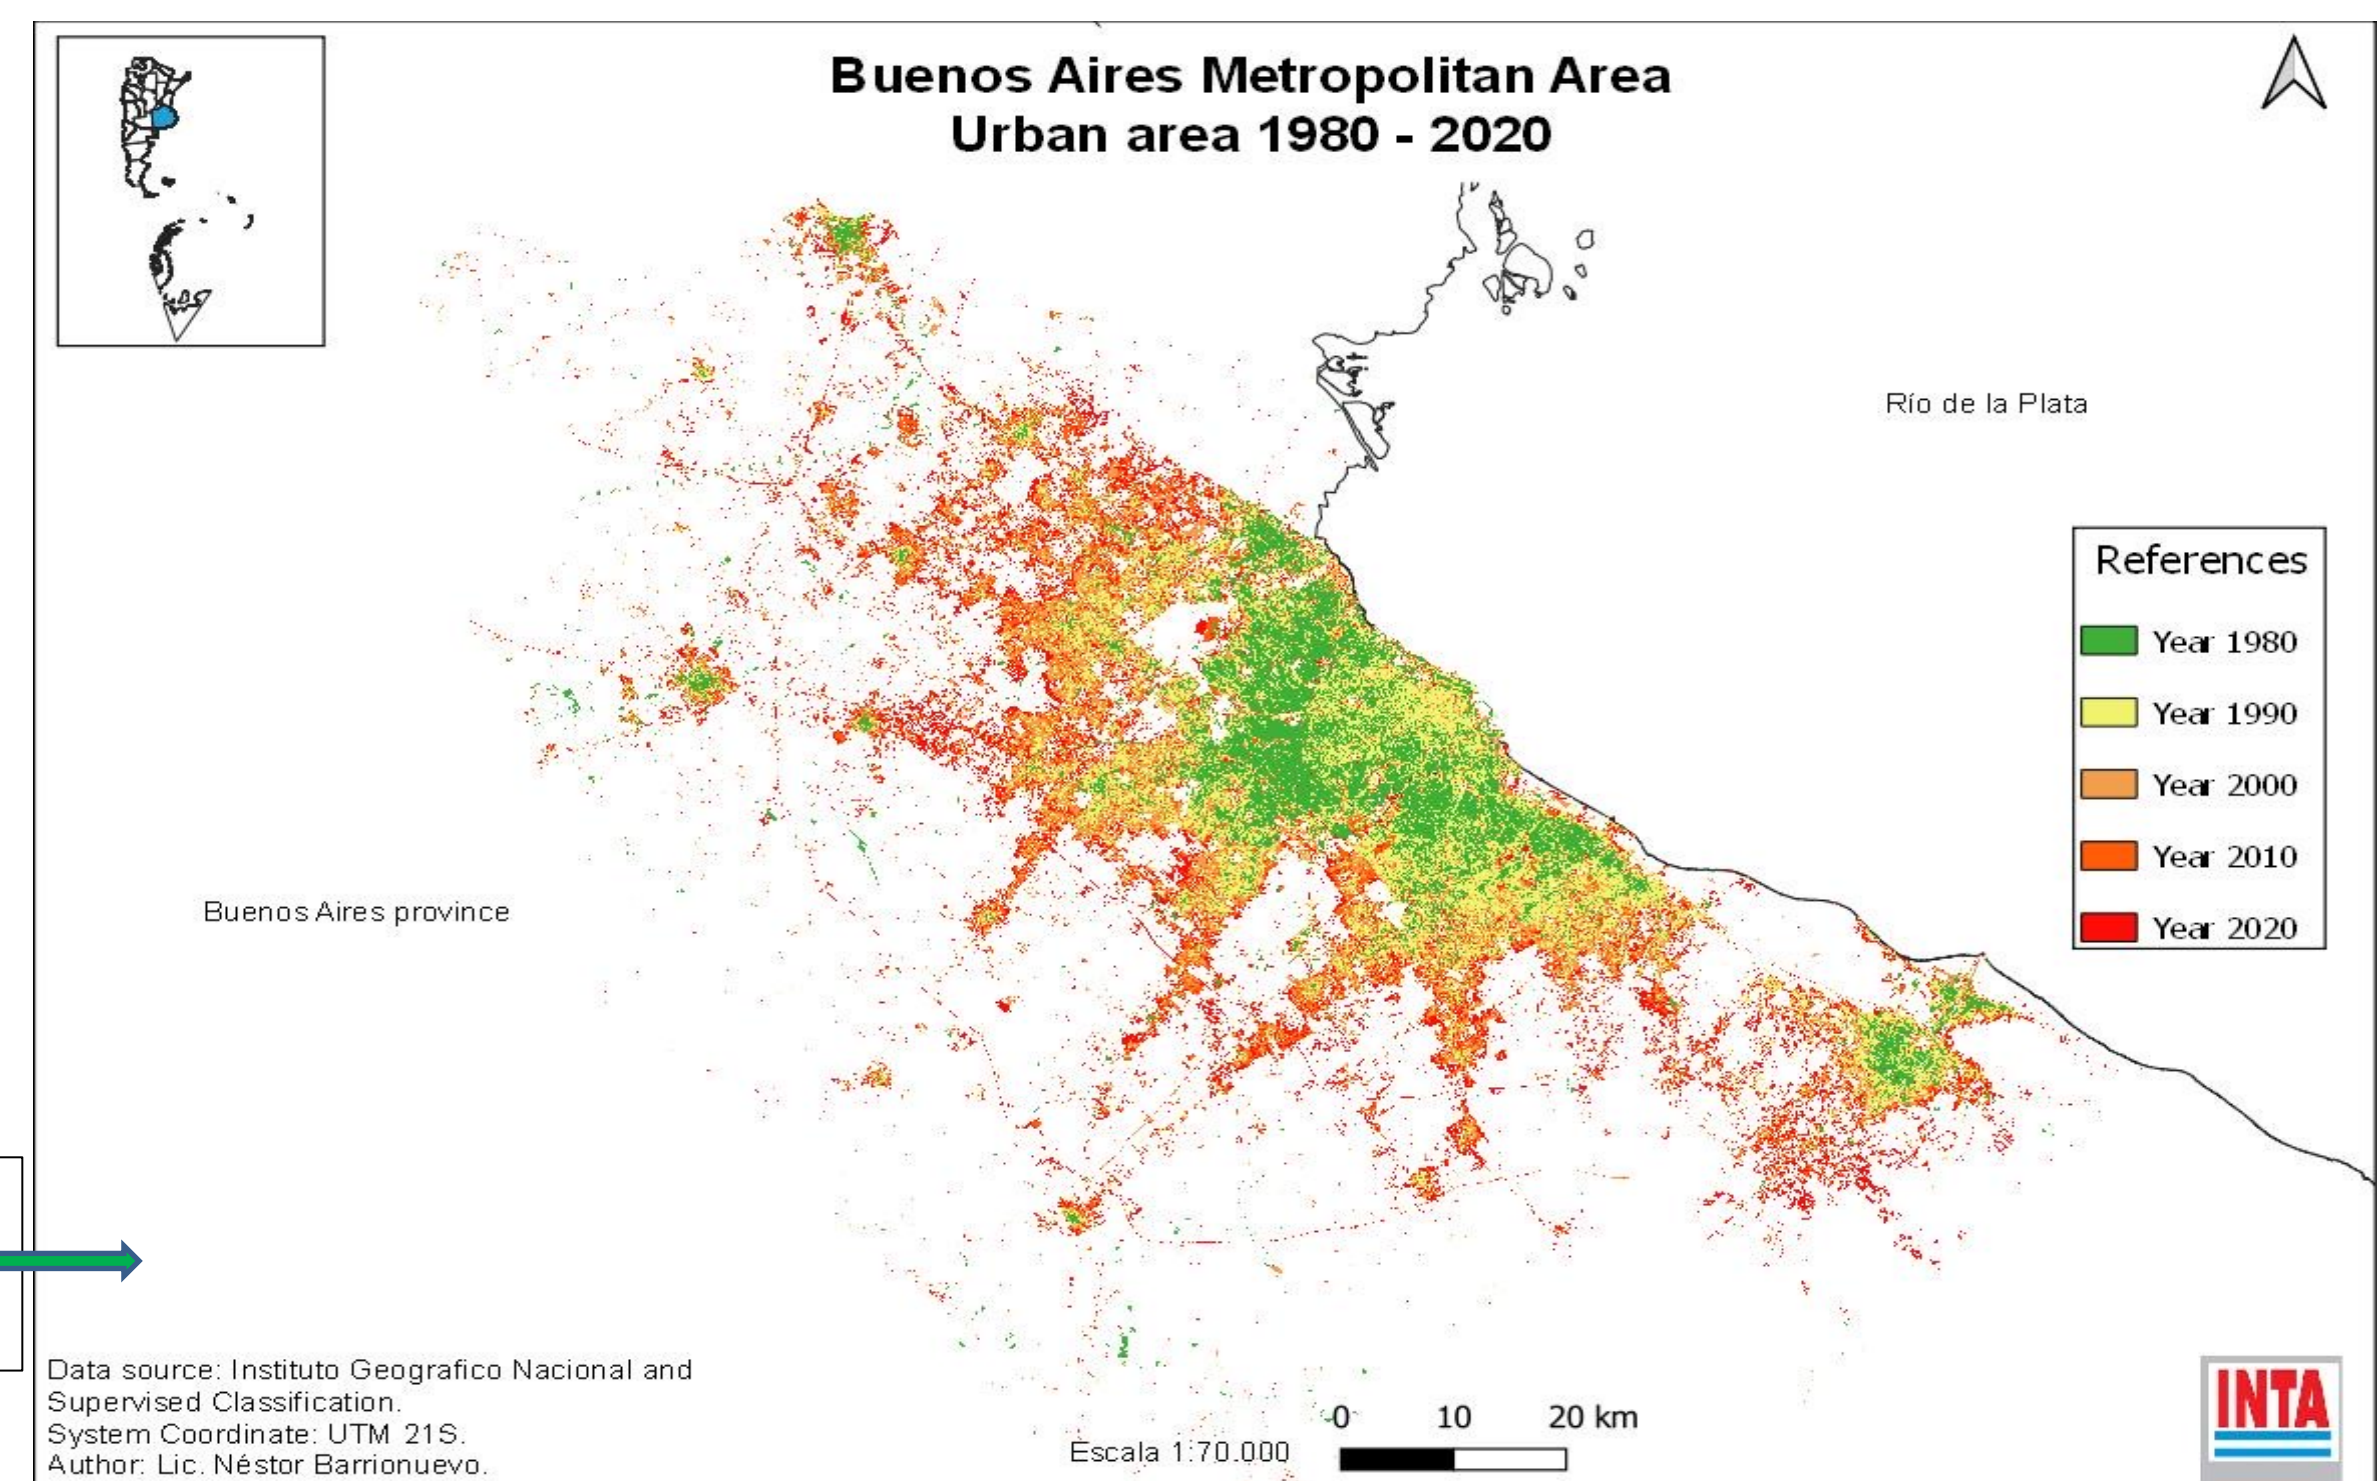 Buenos Aires Metropolitan Area
Urban area 1980 - 2020
Río de la Plata
References
Year 1980
Year 1990
Year 2000
Year 2010
Year 2020
Buenos Aires province
Data source: Instituto Geografico Nacional and
Supervised Classification.
System Coordinate: UTM 21S.
Author: Lic. Néstor Barrionuevo.
0 10 20 km
Escala 1:70.000
INTA